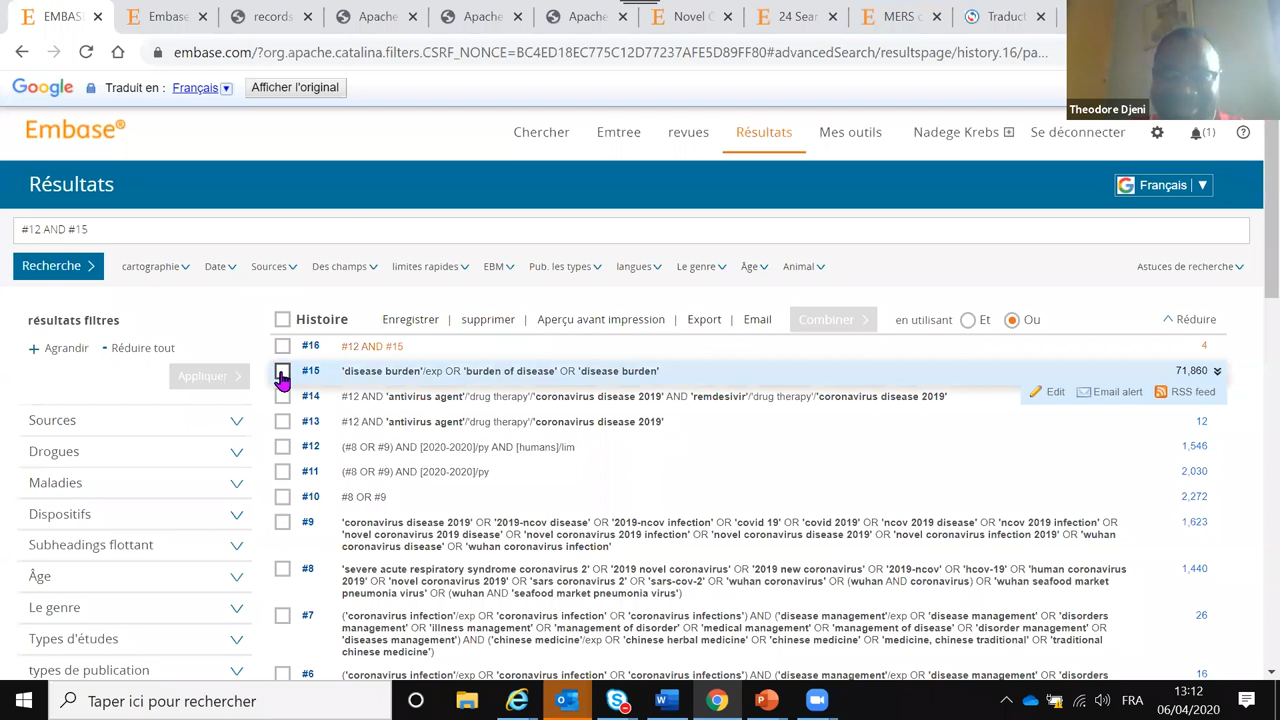 EMBAS
Embase
records
Apache
Apache
Apache
Novel C
24 Sear
MERS c
Traduct
embase.com/?org.apache.catalina.filters.CSRF_NONCE=BC4ED18EC775C12D77237AFE5D89FF80#advancedSearch/resultspage/history.16/pa...
Theodore Djeni
Google Traduit en : Français Afficher l'original
Embase®
Chercher Emtree revues Résultats Mes outils Nadege Krebs Se déconnecter (1)
Résultats
Français
#12 AND #15
Recherche
cartographie Date Sources Des champs limites rapides EBM Pub. les types langues Le genre Âge Animal Astuces de recherche
résultats filtres
+ Agrandir - Réduire tout
Appliquer
Sources
Drogues
Maladies
Dispositifs
Subheadings flottant
Âge
Le genre
Types d'études
types de publication
Histoire Enregistrer | supprimer | Aperçu avant impression | Export | Email Combiner > en utilisant Et Ou Réduire
#16 #12 AND #15 4
#15 'disease burden'/exp OR 'burden of disease' OR 'disease burden' 71,860
Edit Email alert RSS feed
#14 #12 AND 'antivirus agent'/'drug therapy'/'coronavirus disease 2019' AND 'remdesivir'/'drug therapy'/'coronavirus disease 2019'
#13 #12 AND 'antivirus agent'/'drug therapy'/'coronavirus disease 2019' 12
#12 (#8 OR #9) AND [2020-2020]/py AND [humans]/lim 1,546
#11 (#8 OR #9) AND [2020-2020]/py 2,030
#10 #8 OR #9 2,272
#9 'coronavirus disease 2019' OR '2019-ncov disease' OR '2019-ncov infection' OR 'covid 19' OR 'covid 2019' OR 'ncov 2019 disease' OR 'ncov 2019 infection' OR 1,623
'novel coronavirus 2019 disease' OR 'novel coronavirus 2019 infection' OR 'novel coronavirus disease 2019' OR 'novel coronavirus infection 2019' OR 'wuhan
coronavirus disease' OR 'wuhan coronavirus infection'
#8 'severe acute respiratory syndrome coronavirus 2' OR '2019 novel coronavirus' OR '2019 new coronavirus' OR '2019-ncov' OR 'hcov-19' OR 'human coronavirus 1,440
2019' OR 'novel coronavirus 2019' OR 'sars coronavirus 2' OR 'sars-cov-2' OR 'wuhan coronavirus' OR (wuhan AND coronavirus) OR 'wuhan seafood market
pneumonia virus' OR (wuhan AND 'seafood market pneumonia virus')
#7 ('coronavirus infection'/exp OR 'coronavirus infection' OR 'coronavirus infections') AND ('disease management'/exp OR 'disease management' OR 'disorders 26
management' OR 'illness management' OR 'management of disorder' OR 'medical management' OR 'management of disease' OR 'disorder management' OR
'diseases management') AND ('chinese medicine'/exp OR 'chinese herbal medicine' OR 'chinese medicine' OR 'medicine, chinese traditional' OR 'traditional
chinese medicine')
#6 ('coronavirus infection'/exp OR 'coronavirus infection' OR 'coronavirus infections') AND ('disease management'/exp OR 'disease management' OR 'disorders 16
Taper ici pour rechercher
FRA
13:12
06/04/2020